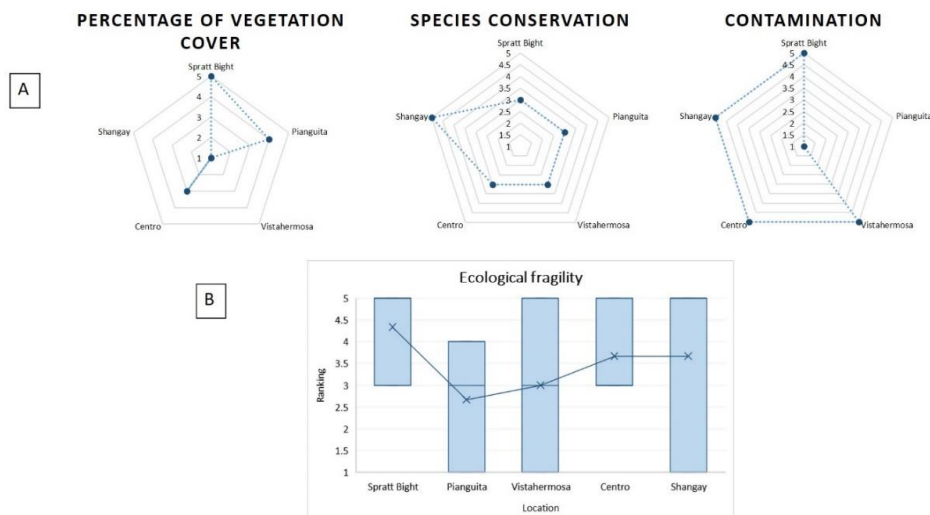 PERCENTAGE OF VEGETATION
COVER
SPECIES CONSERVATION
CONTAMINATION
A
Spratt Bight
5
4
3
2
1
Shangay
Pianguita
Centro
Vistahermosa
Spratt Bight
5
4.5
4
3.5
3
2.5
2
1.5
1
Shangay
Pianguita
Centro
Vistahermosa
Spratt Bight
5
4.5
4
3.5
3
2.5
2
1.5
1
Shangay
Pianguita
Centro
Vistahermosa
B
Ecological fragility
5
4.5
4
3.5
3
2.5
2
1.5
1
Ranking
Spratt Bight Pianguita Vistahermosa Centro Shangay
Location